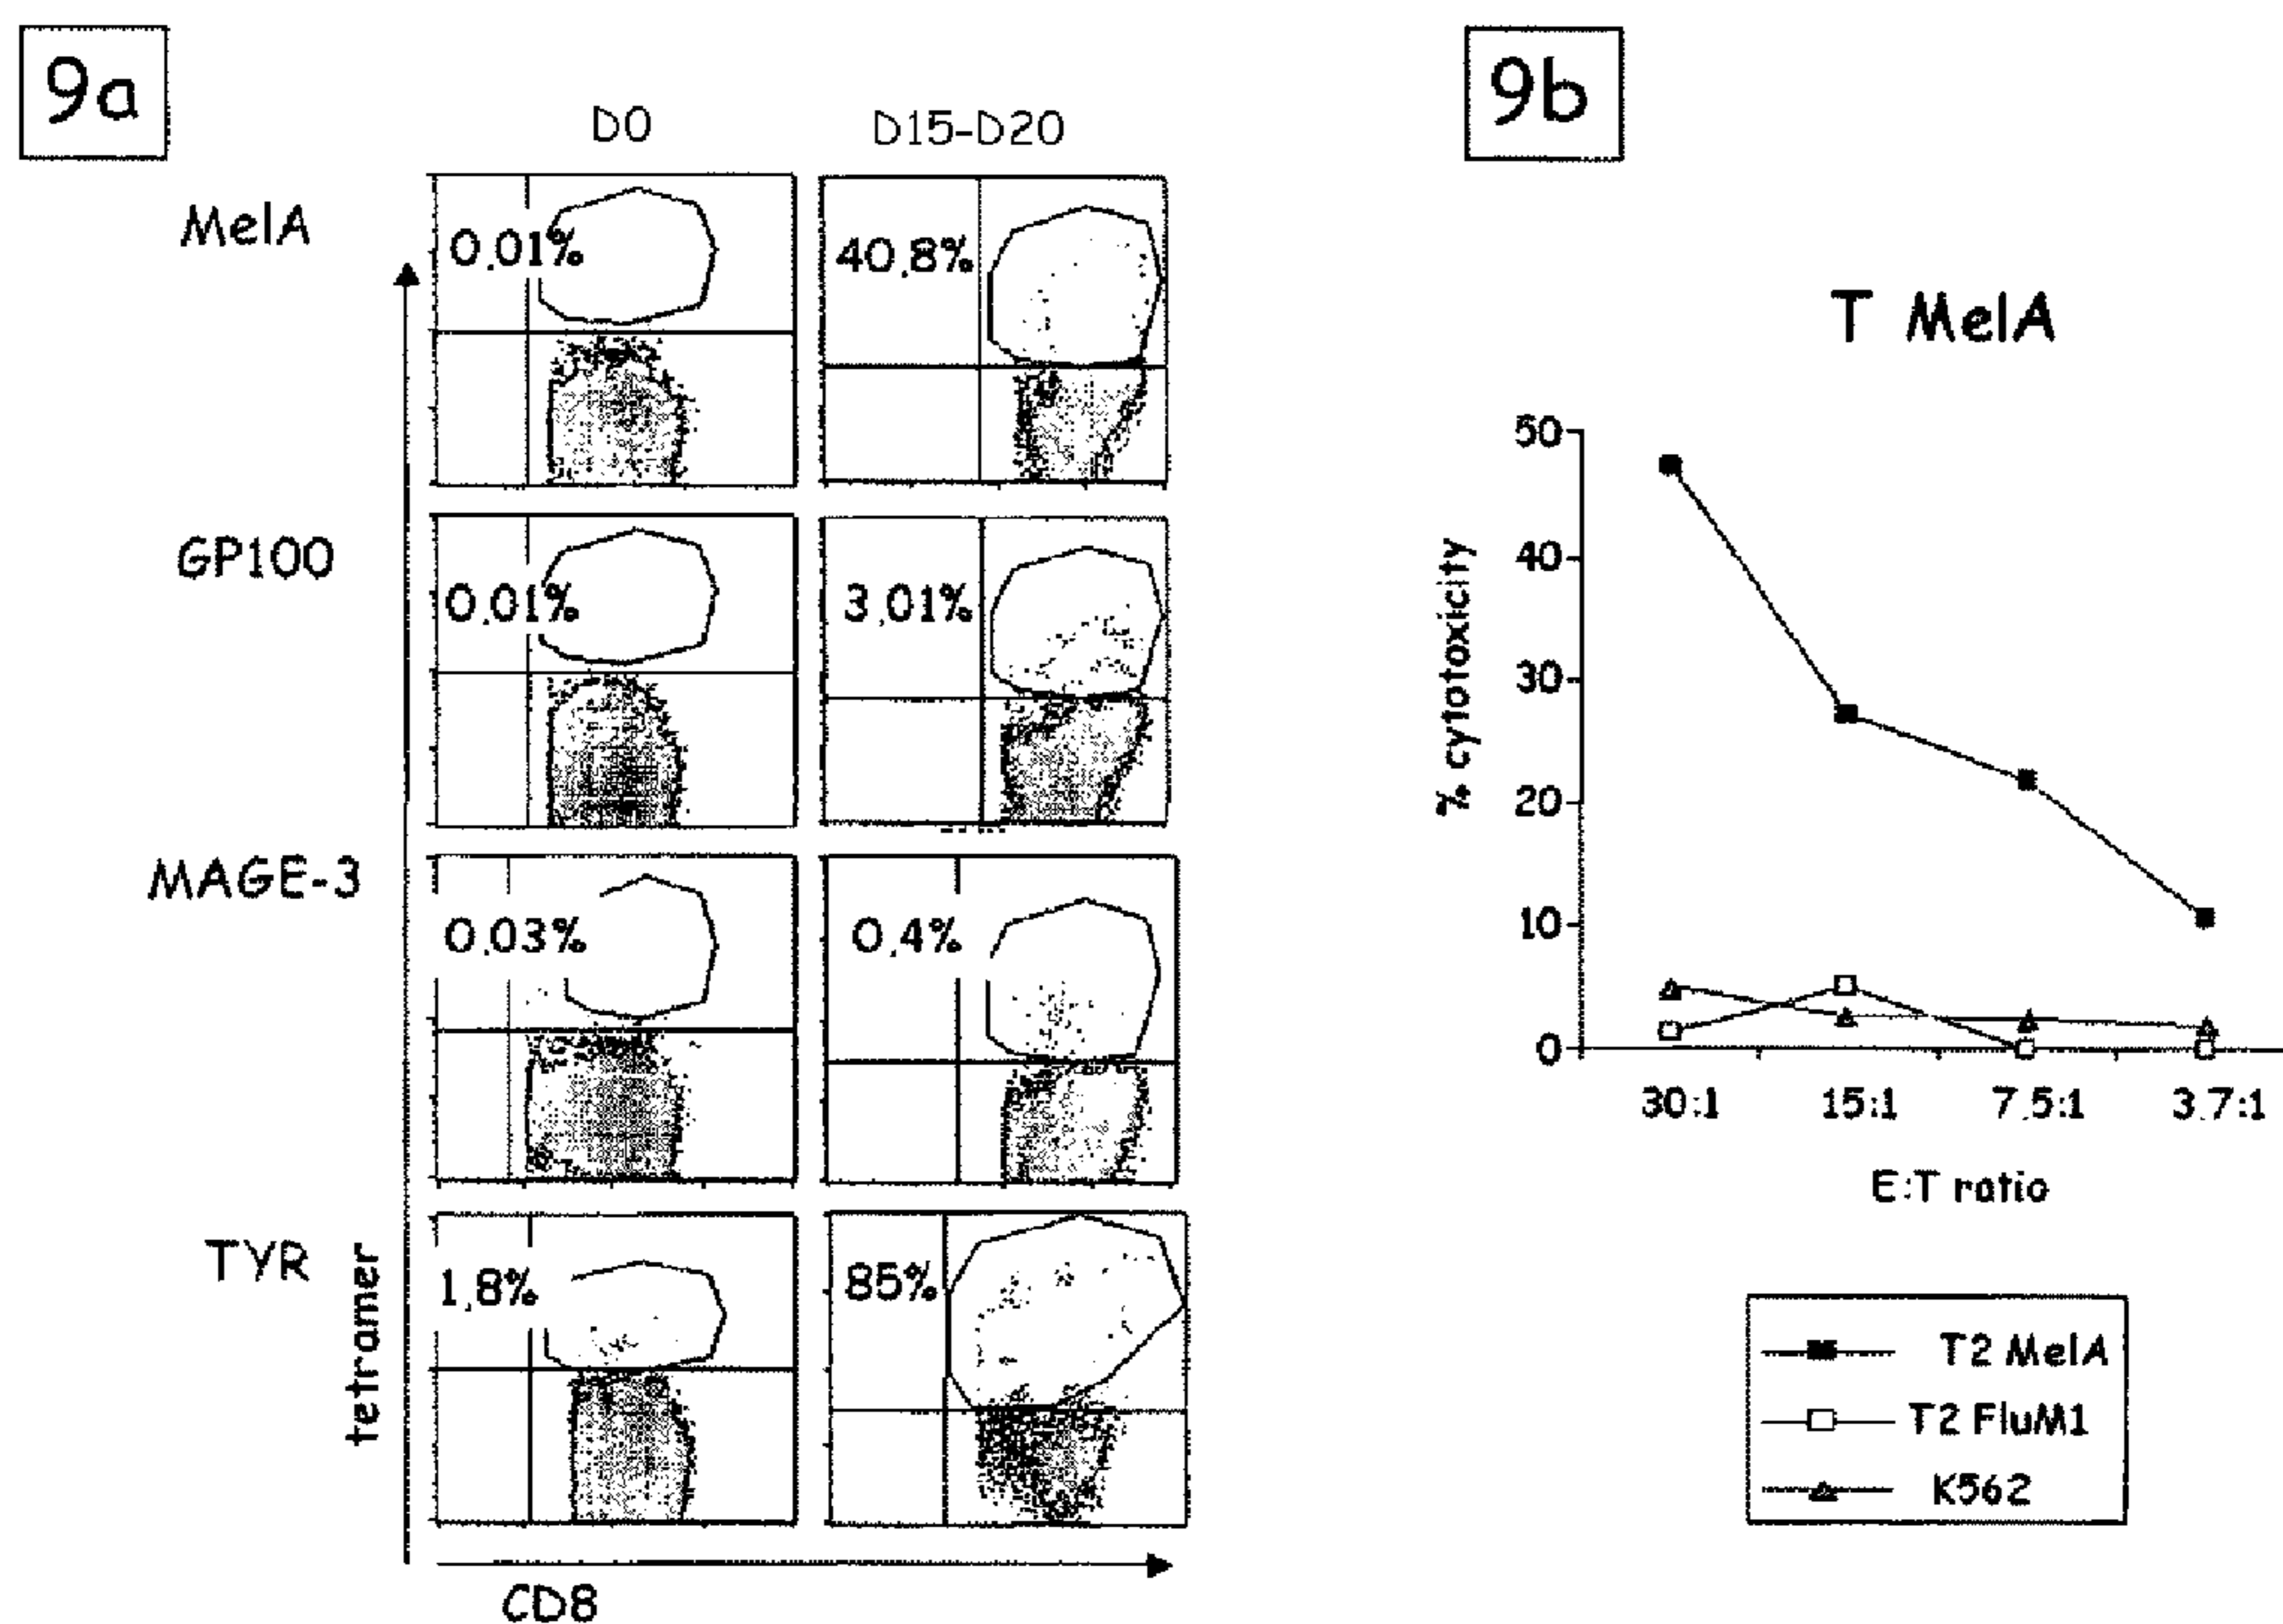 9a
D0 D15-D20
MelA
0,01% 40,8%
GP100
0,01% 3,01%
MAGE-3
0,03% 0,4%
TYR
1,8% 85%
tetramer
CD8
9b
T MelA
% cytotoxicity
50
40
30
20
10
0
30:1 15:1 7,5:1 3,7:1
E:T ratio
T2 MelA
T2 FluM1
K562